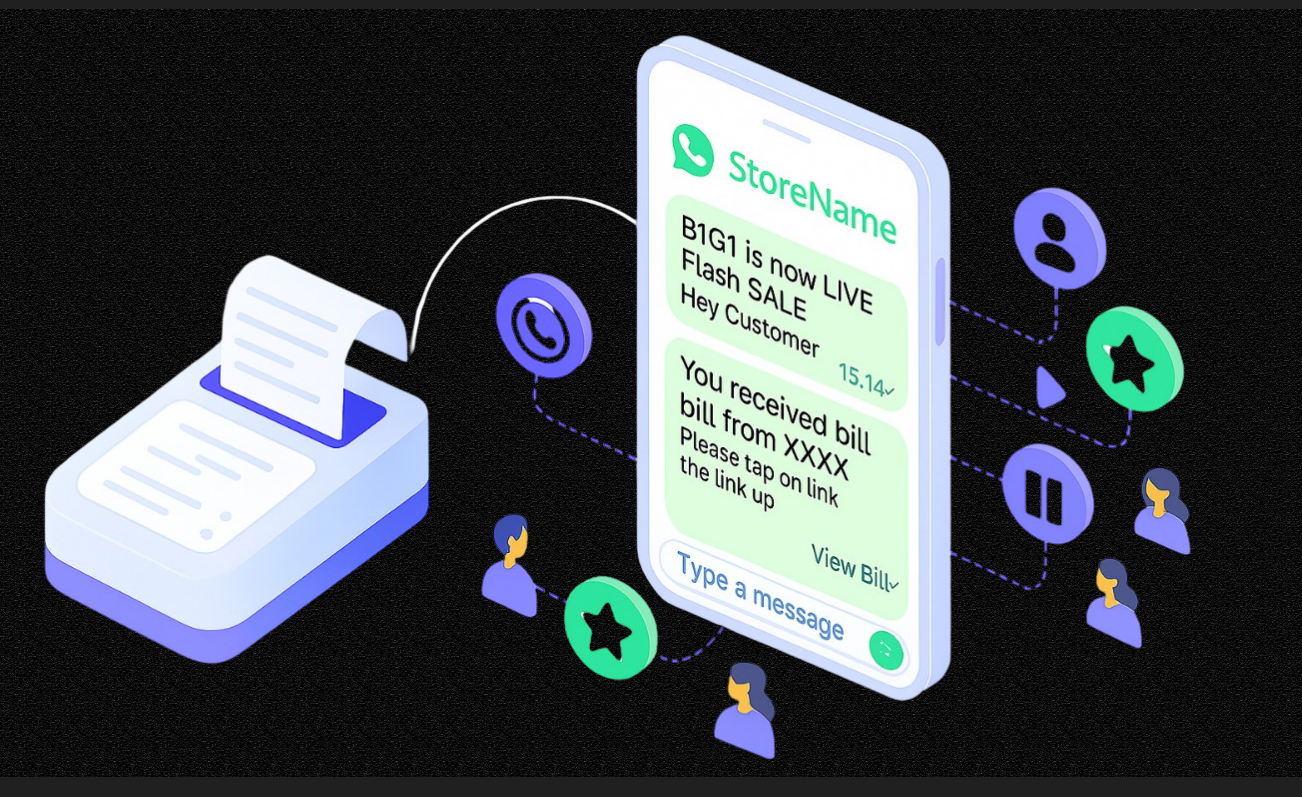 StoreName
B1G1 is now LIVE
Flash SALE
Hey Customer
15.14
You received bill
bill from XXXX
Please tap on link
the link up
View Bill
Type a message